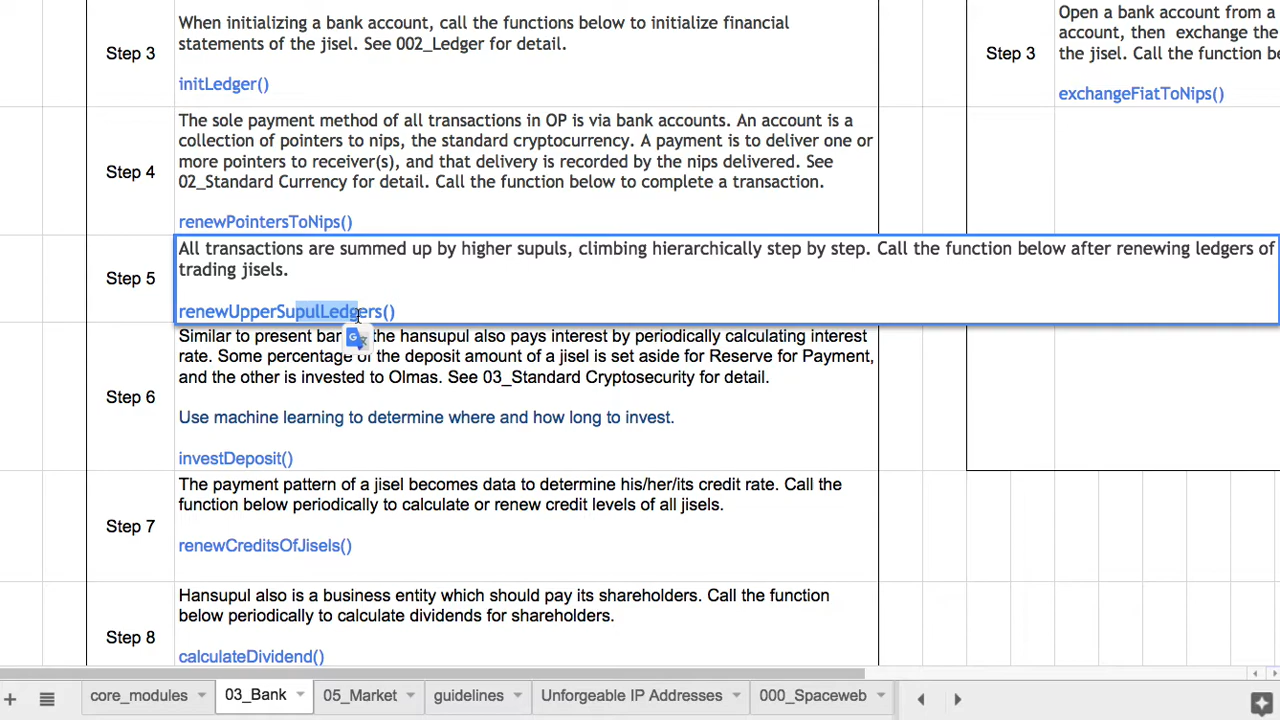 When initializing a bank account, call the functions below to initialize financial
statements of the jisel. See 002_Ledger for detail.
Step 3
initLedger()
Open a bank account from a
account, then exchange the
the jisel. Call the function be
Step 3
exchangeFiatToNips()
The sole payment method of all transactions in OP is via bank accounts. An account is a
collection of pointers to nips, the standard cryptocurrency. A payment is to deliver one or
more pointers to receiver(s), and that delivery is recorded by the nips delivered. See
02_Standard Currency for detail. Call the function below to complete a transaction.
Step 4
renewPointersToNips()
All transactions are summed up by higher supuls, climbing hierarchically step by step. Call the function below after renewing ledgers of
trading jisels.
Step 5
renewUpperSupulLedgers()
Similar to present bar the hansupul also pays interest by periodically calculating interest
rate. Some percentage of the deposit amount of a jisel is set aside for Reserve for Payment,
and the other is invested to Olmas. See 03_Standard Cryptosecurity for detail.
Step 6
Use machine learning to determine where and how long to invest.
investDeposit()
The payment pattern of a jisel becomes data to determine his/her/its credit rate. Call the
function below periodically to calculate or renew credit levels of all jisels.
Step 7
renewCreditsOfJisels()
Hansupul also is a business entity which should pay its shareholders. Call the function
below periodically to calculate dividends for shareholders.
Step 8
calculateDividend()
core_modules 03_Bank 05_Market guidelines Unforgeable IP Addresses 000_Spaceweb